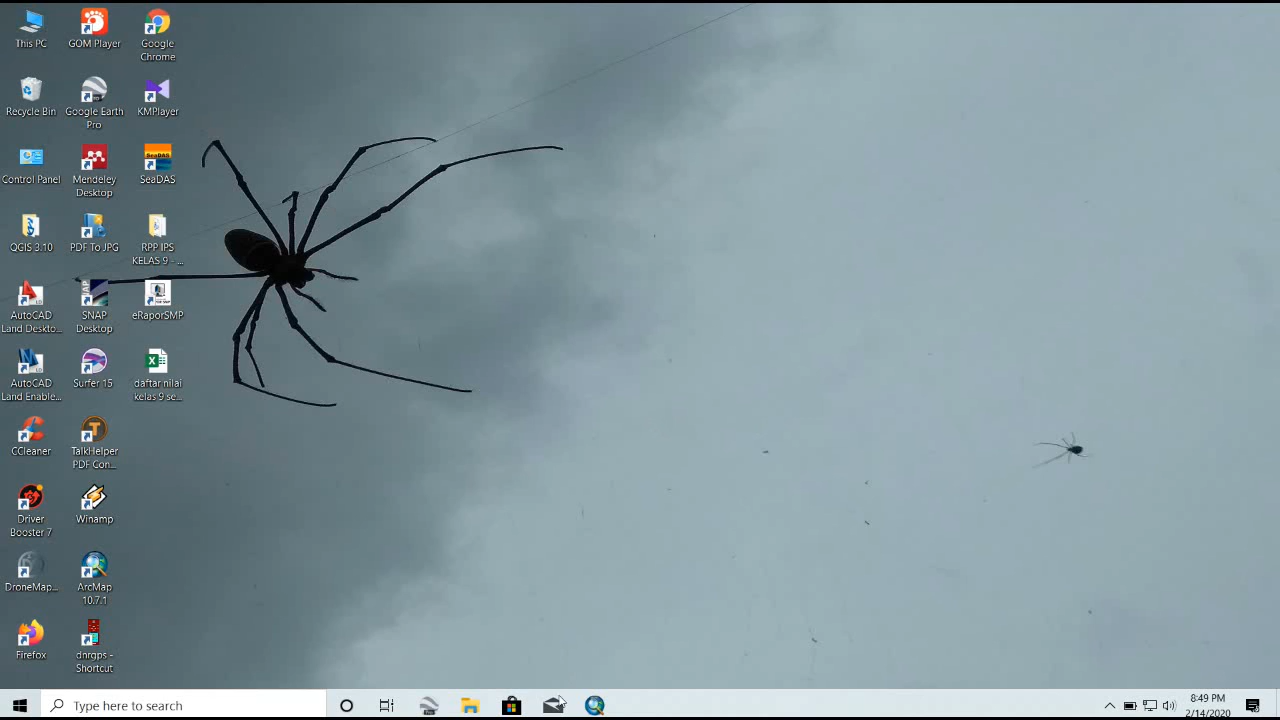 This PC
GOM Player
Google
Chrome
Recycle Bin
Google Earth
Pro
KMPlayer
Control Panel
Mendeley
Desktop
SeaDAS
SeaDAS
QGIS 3.10
PDF To JPG
RPP IPS
KELAS 9 - ...
AutoCAD
Land Deskto...
SNAP
Desktop
eRaporSMP
AutoCAD
Land Enable...
Surfer 15
daftar nilai
kelas 9 se...
CCleaner
TalkHelper
PDF Con...
Driver
Booster 7
Winamp
DroneMap...
ArcMap
10.7.1
Firefox
dnrgps -
Shortcut
Type here to search
8:49 PM
2/14/2020